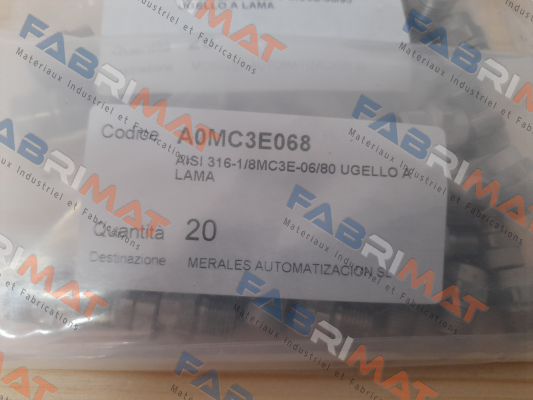 UGELLO A LAMA
Codice A0MC3E068
AISI 316-1/8MC3E-06/80 UGELLO A
LAMA
Quantità 20
Destinazione MERALES AUTOMATIZACION SL
FABRIMAT
Materiaux Industriel et Fabrications